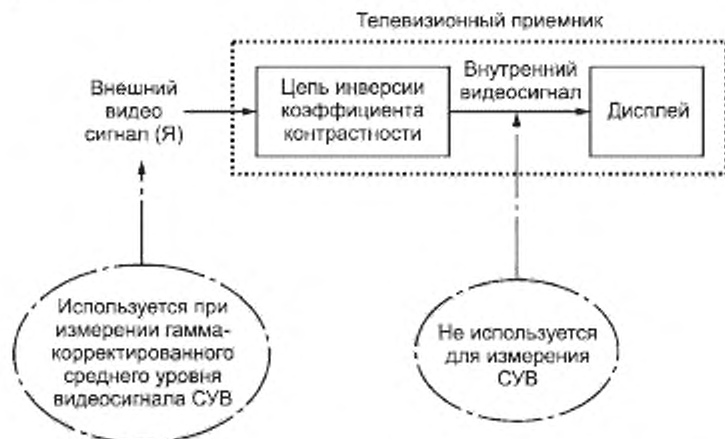 Телевизионный приемник
Внешний
видео
сигнал (Я)
Цепь инверсии
коэффициента
контрастности
Внутренний
видеосигнал
Дисплей
Используется при
измерении гамма-
корректированного
среднего уровня
видеосигнала СУВ
Не используется
для измерения
СУВ